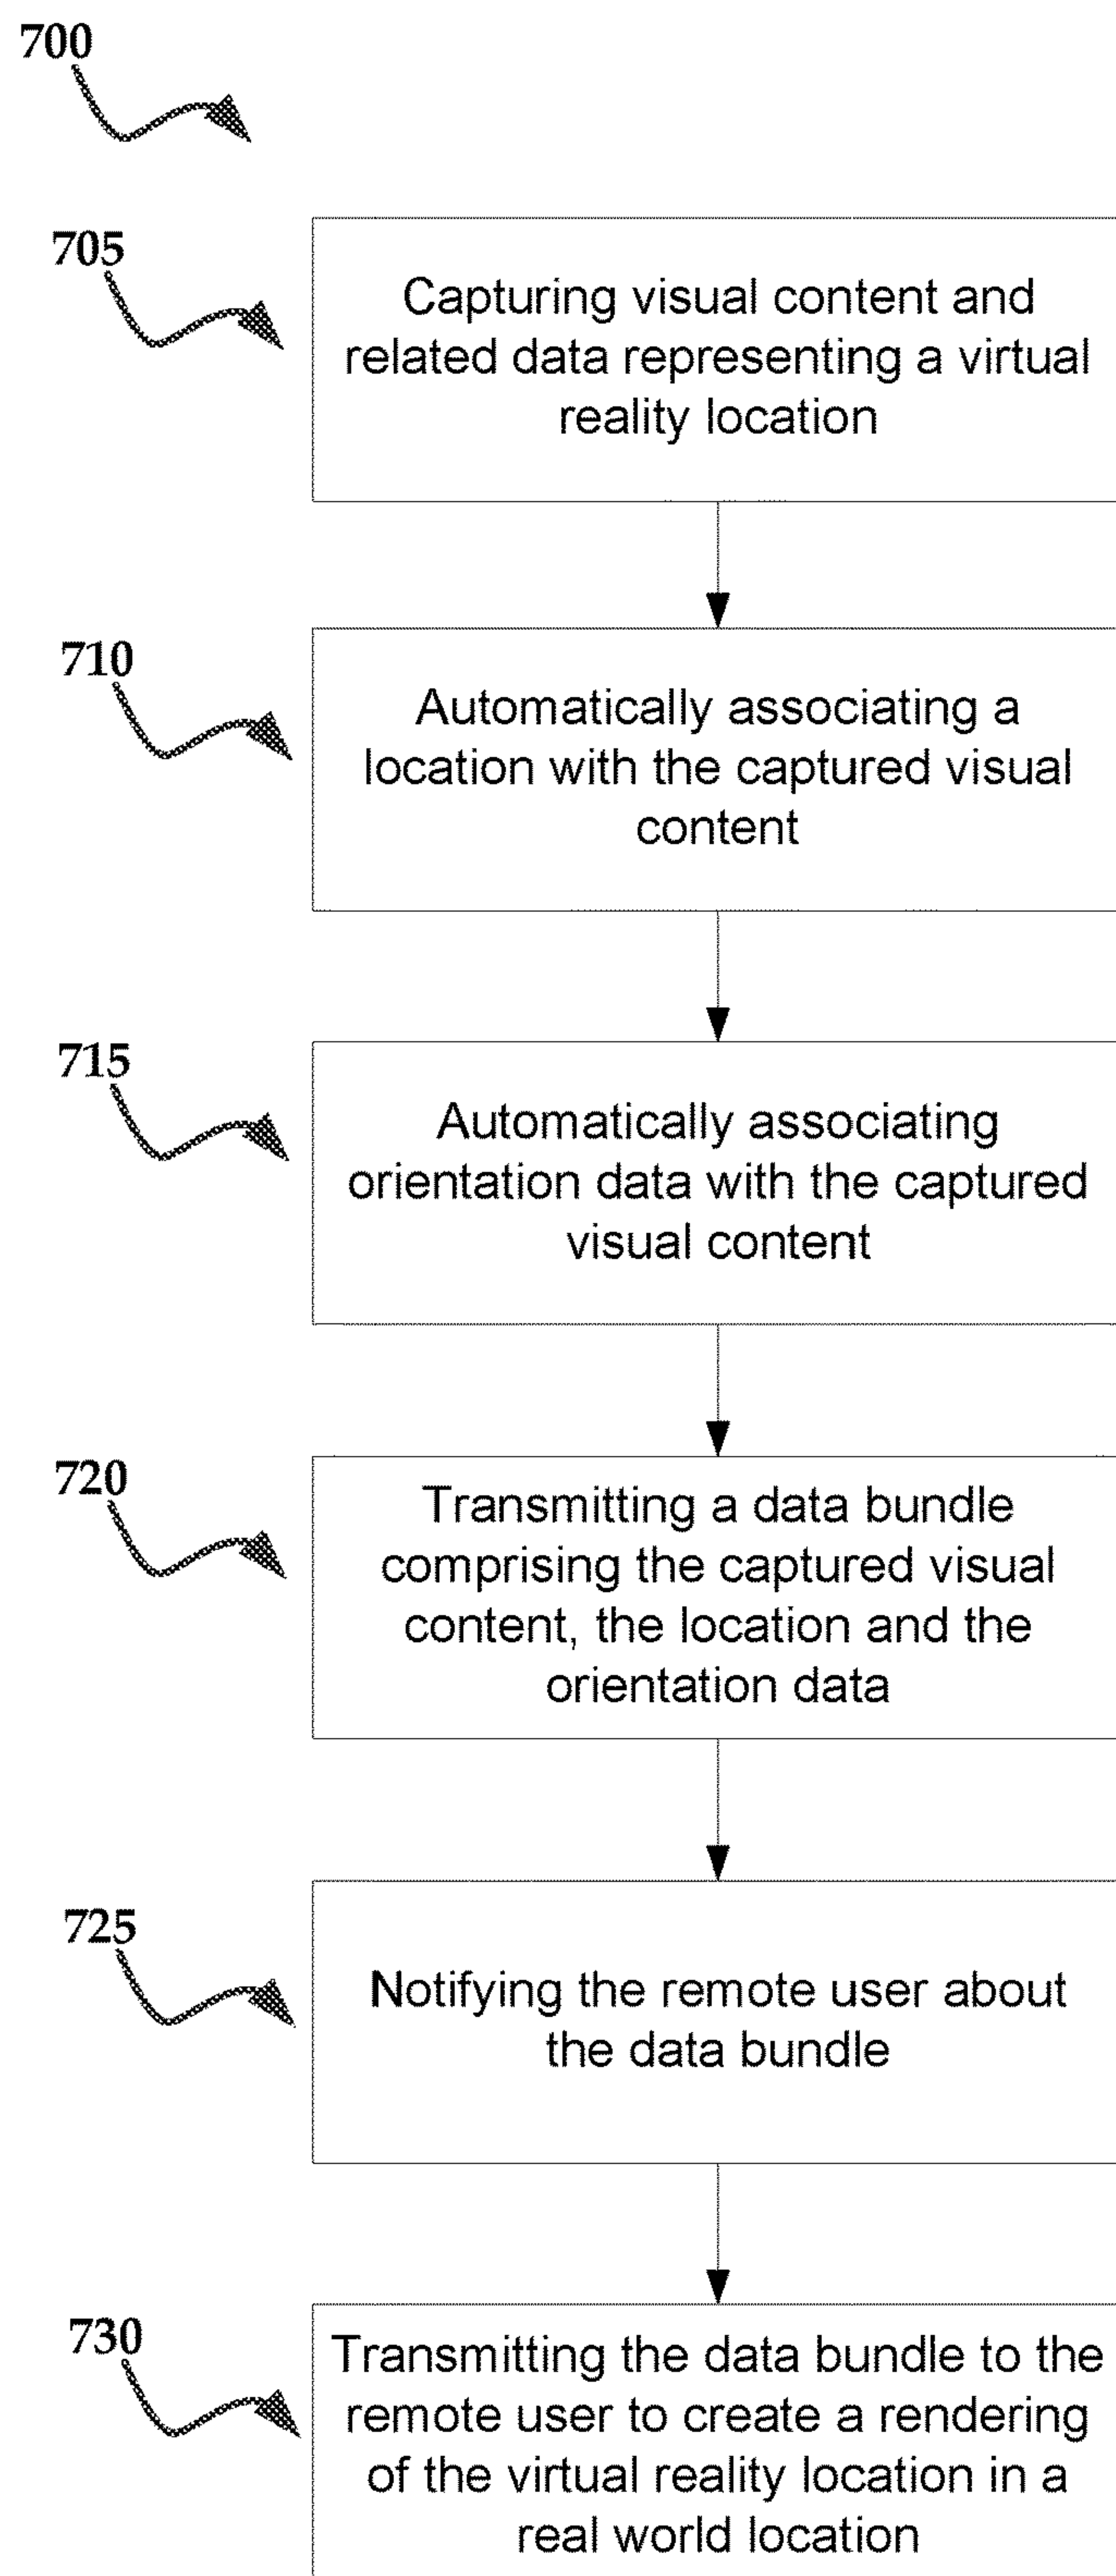 700
705
Capturing visual content and
related data representing a virtual
reality location
710
Automatically associating a
location with the captured visual
content
715
Automatically associating
orientation data with the captured
visual content
720
Transmitting a data bundle
comprising the captured visual
content, the location and the
orientation data
725
Notifying the remote user about
the data bundle
730
Transmitting the data bundle to the
remote user to create a rendering
of the virtual reality location in a
real world location